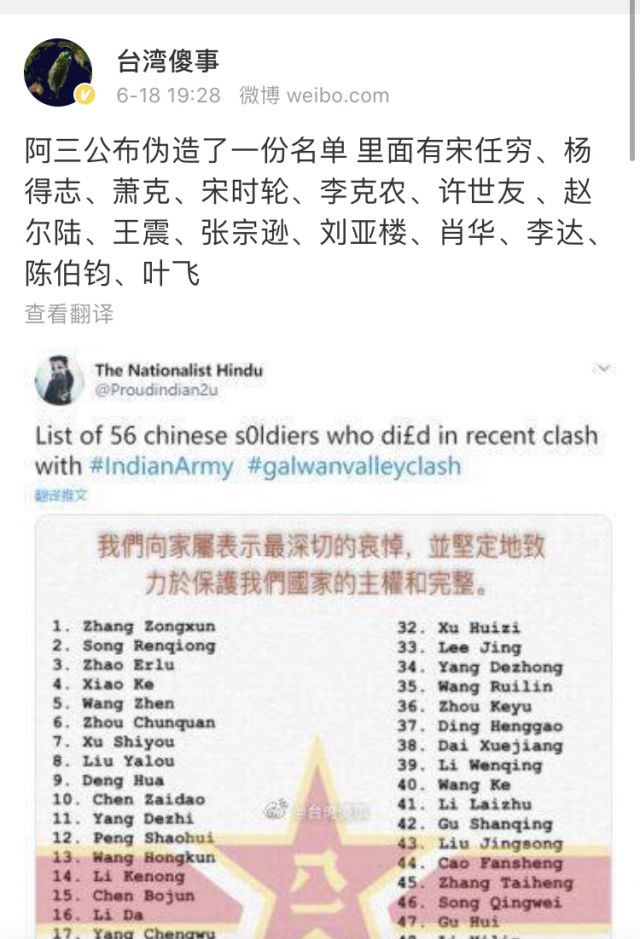 台湾傻事
6-18 19:28 微博 weibo.com
阿三公布伪造了一份名单 里面有宋任穷、杨
得志、萧克、宋时轮、李克农、许世友 、赵
尔陆、王震、张宗逊、刘亚楼、肖华、李达、
陈伯钧、叶飞
查看翻译
The Nationalist Hindu
@Proudindian2u
List of 56 chinese s0ldiers who di£d in recent clash
with #IndianArmy #galwanvalleyclash
翻译推文
我們向家屬表示最深切的哀悼，並堅定地致
力於保護我們國家的主權和完整。
1. Zhang Zongxun
2. Song Renqiong
3. Zhao Erlu
4. Xiao Ke
5. Wang Zhen
6. Zhou Chunquan
7. Xu Shiyou
8. Liu Yalou
9. Deng Hua
10. Chen Zaidao
11. Yang Dezhi
12. Peng Shaohui
13. Wang Hongkun
14. Li Kenong
15. Chen Bojun
16. Li Da
17. Yang Chengwu
32. Xu Huizi
33. Lee Jing
34. Yang Dezhong
35. Wang Ruilin
36. Zhou Keyu
37. Ding Henggao
38. Dai Xuejiang
39. Li Wenqing
40. Wang Ke
41. Li Laizhu
42. Gu Shanqing
43. Liu Jingsong
44. Cao Fansheng
45. Zhang Taiheng
46. Song Qingwei
47. Gu Hui
@台湾傻事
八一